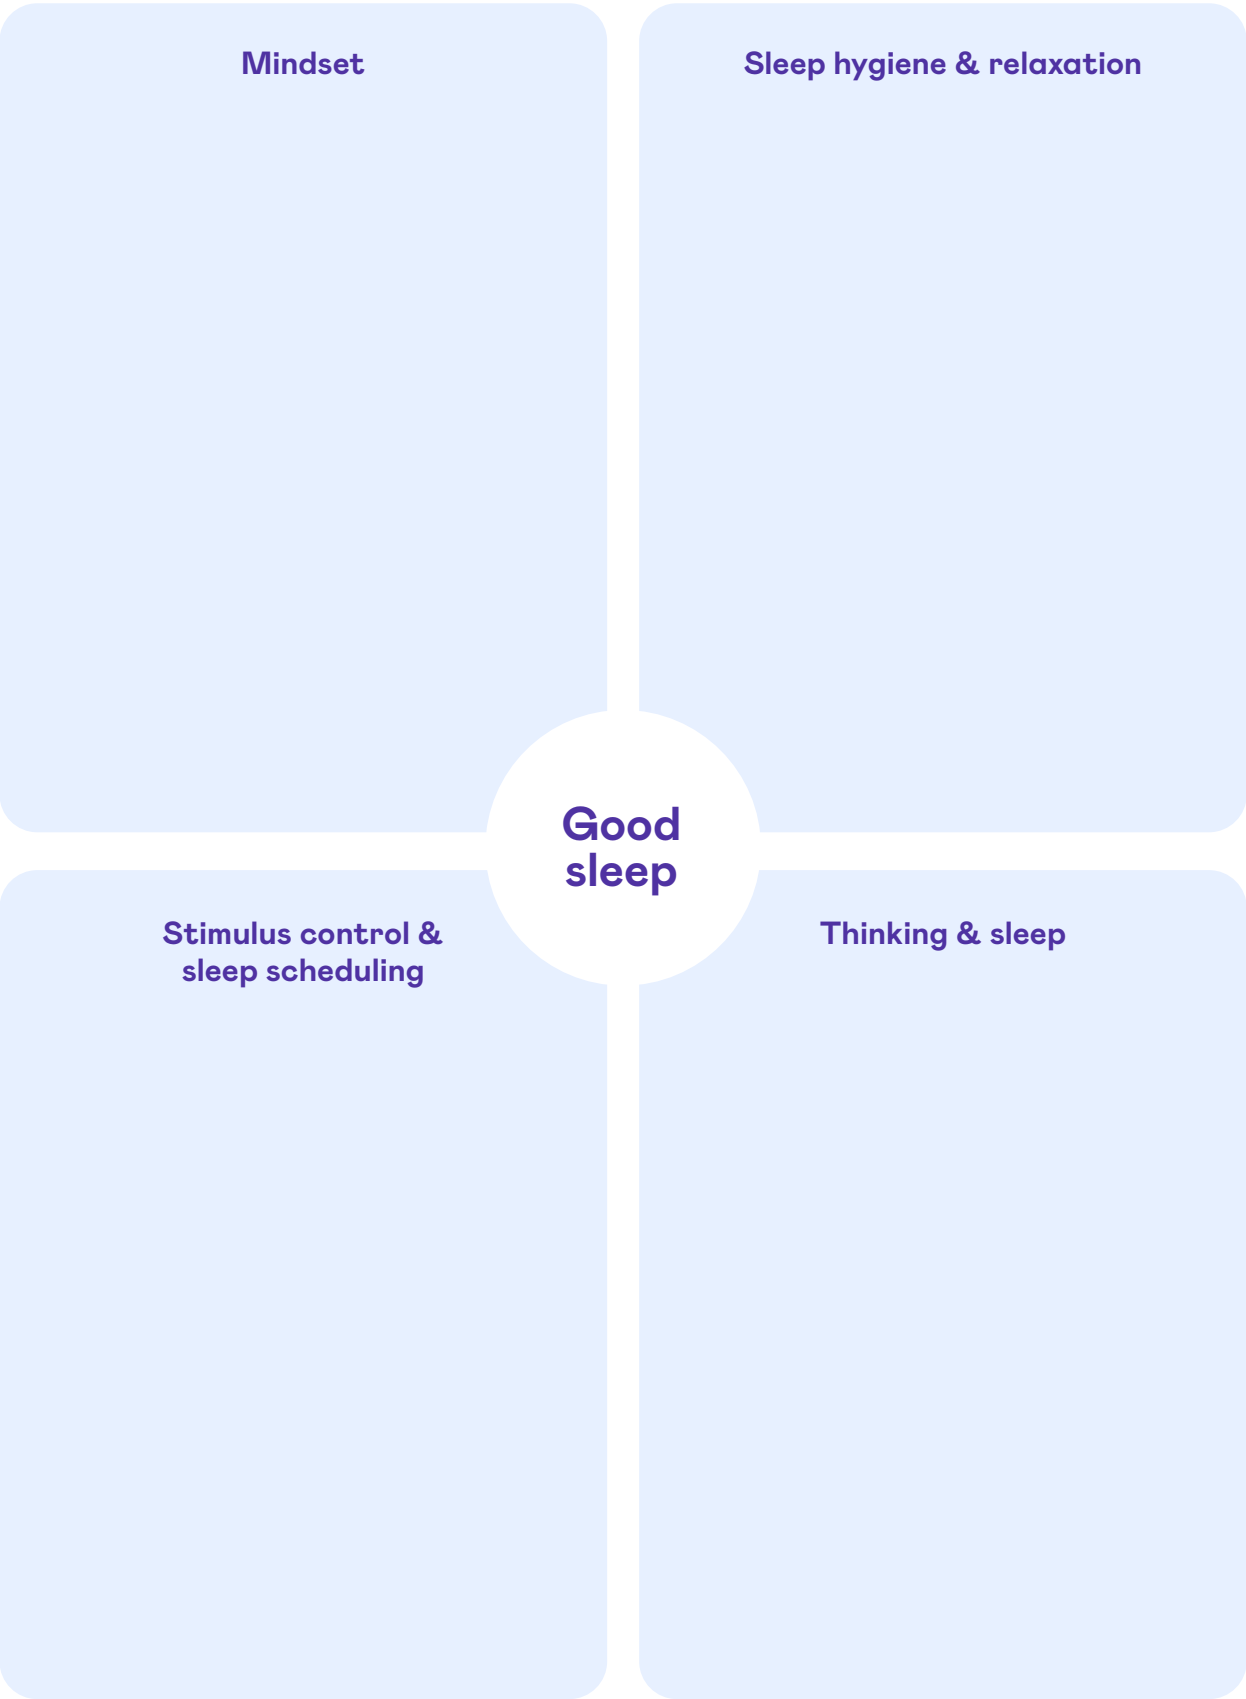 Mindset
Sleep hygiene & relaxation
Good
sleep
Stimulus control &
sleep scheduling
Thinking & sleep